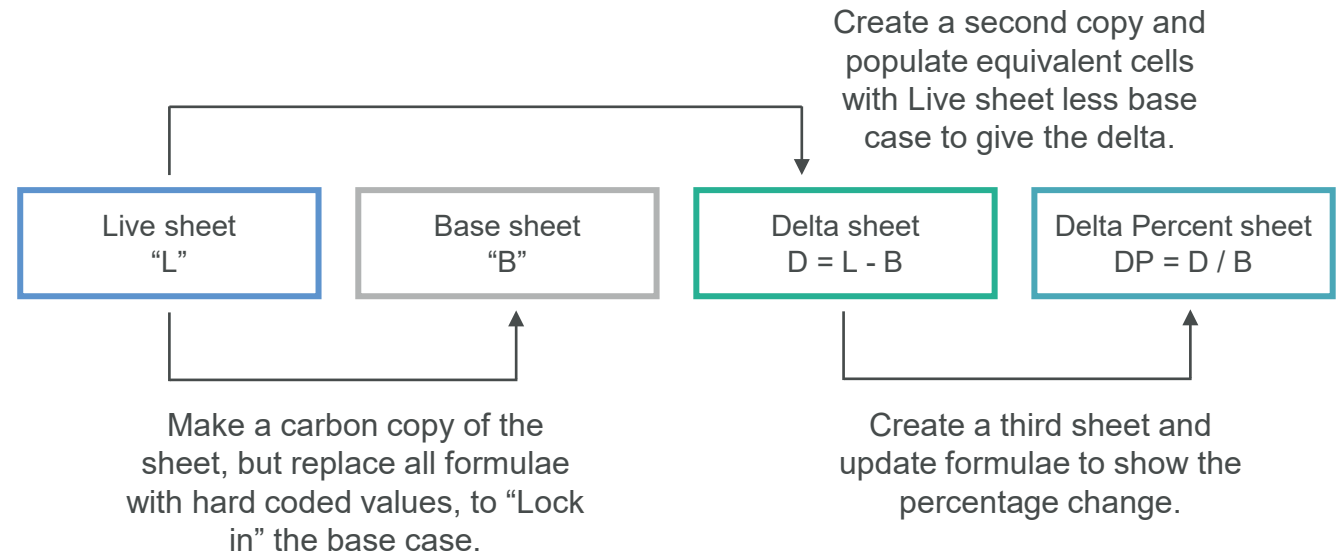 Create a second copy and
populate equivalent cells
with Live sheet less base
case to give the delta.
Live sheet
“L”
Base sheet
“B”
Delta sheet
D = L - B
Delta Percent sheet
DP = D / B
Make a carbon copy of the
sheet, but replace all formulae
with hard coded values, to “Lock
in” the base case.
Create a third sheet and
update formulae to show the
percentage change.